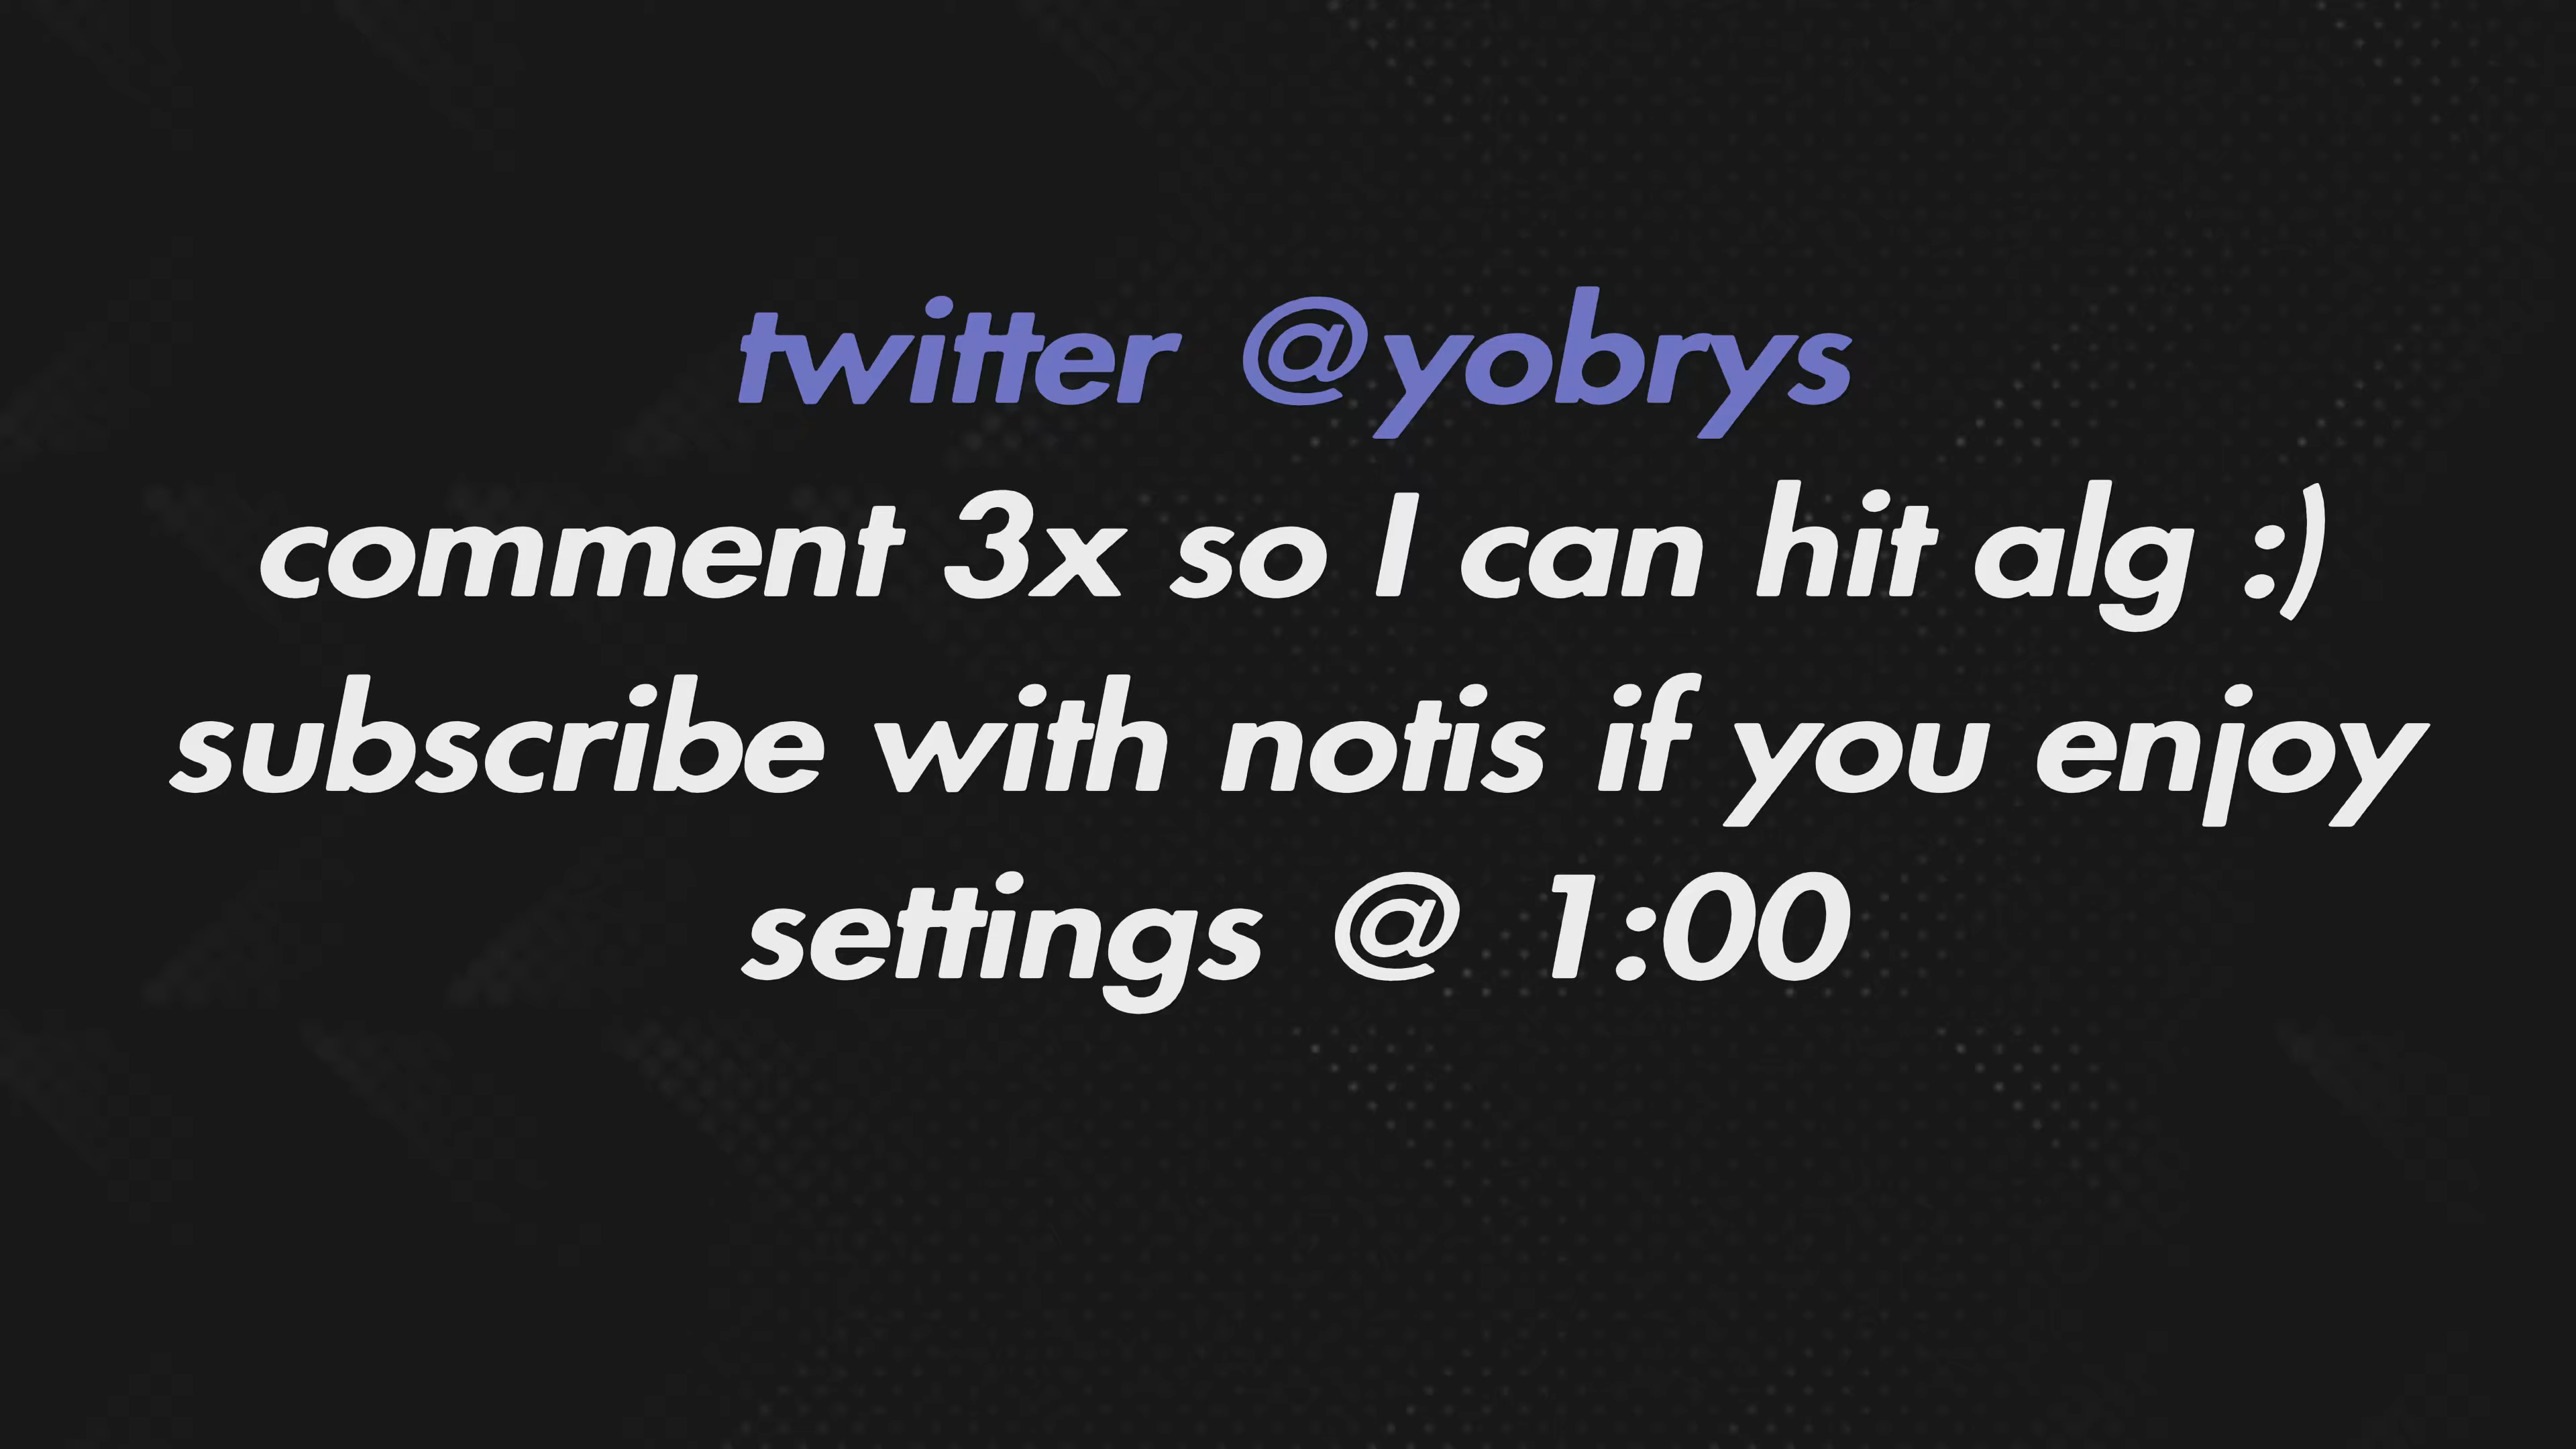 twitter @yobrys
comment 3x so I can hit alg :)
subscribe with notis if you enjoy
settings @ 1:00